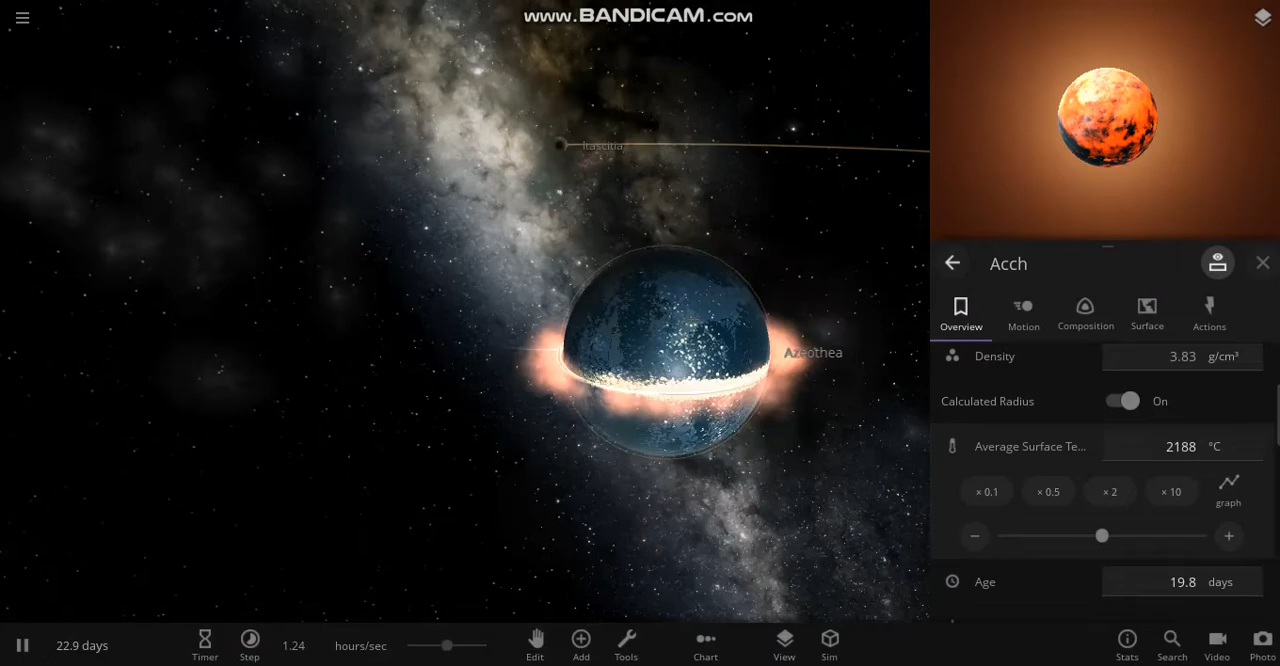 www.BANDICAM.com
Itascitia
Azeothea
Acch
Overview
Motion
Composition
Surface
Actions
Density 3.83 g/cm³
Calculated Radius On
Average Surface Te... 2188 °C
× 0.1 × 0.5 × 2 × 10 graph
Age 19.8 days
22.9 days
Timer
Step
1.24 hours/sec
Edit
Add
Tools
Chart
View
Sim
Stats
Search
Video
Photo